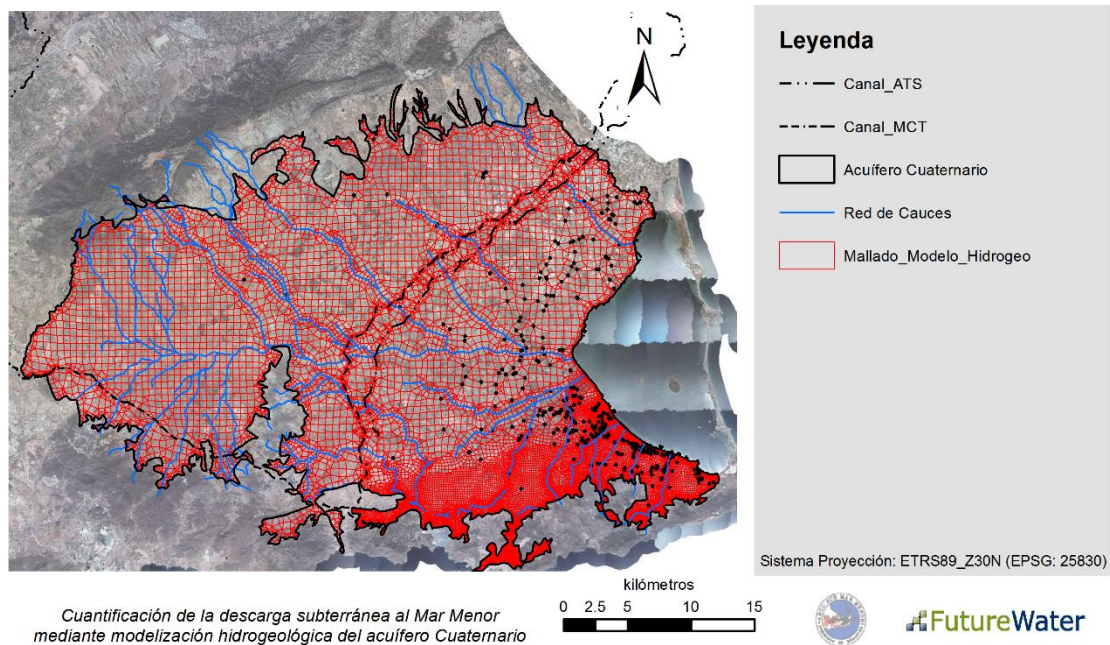 N
Leyenda
Canal_ATS
Canal_MCT
Acuífero Cuaternario
Red de Cauces
Mallado_Modelo_Hidrogeo
Sistema Proyección: ETRS89_Z30N (EPSG: 25830)
kilómetros
0 2.5 5 10 15
Cuantificación de la descarga subterránea al Mar Menor
mediante modelización hidrogeológica del acuífero Cuaternario
FutureWater